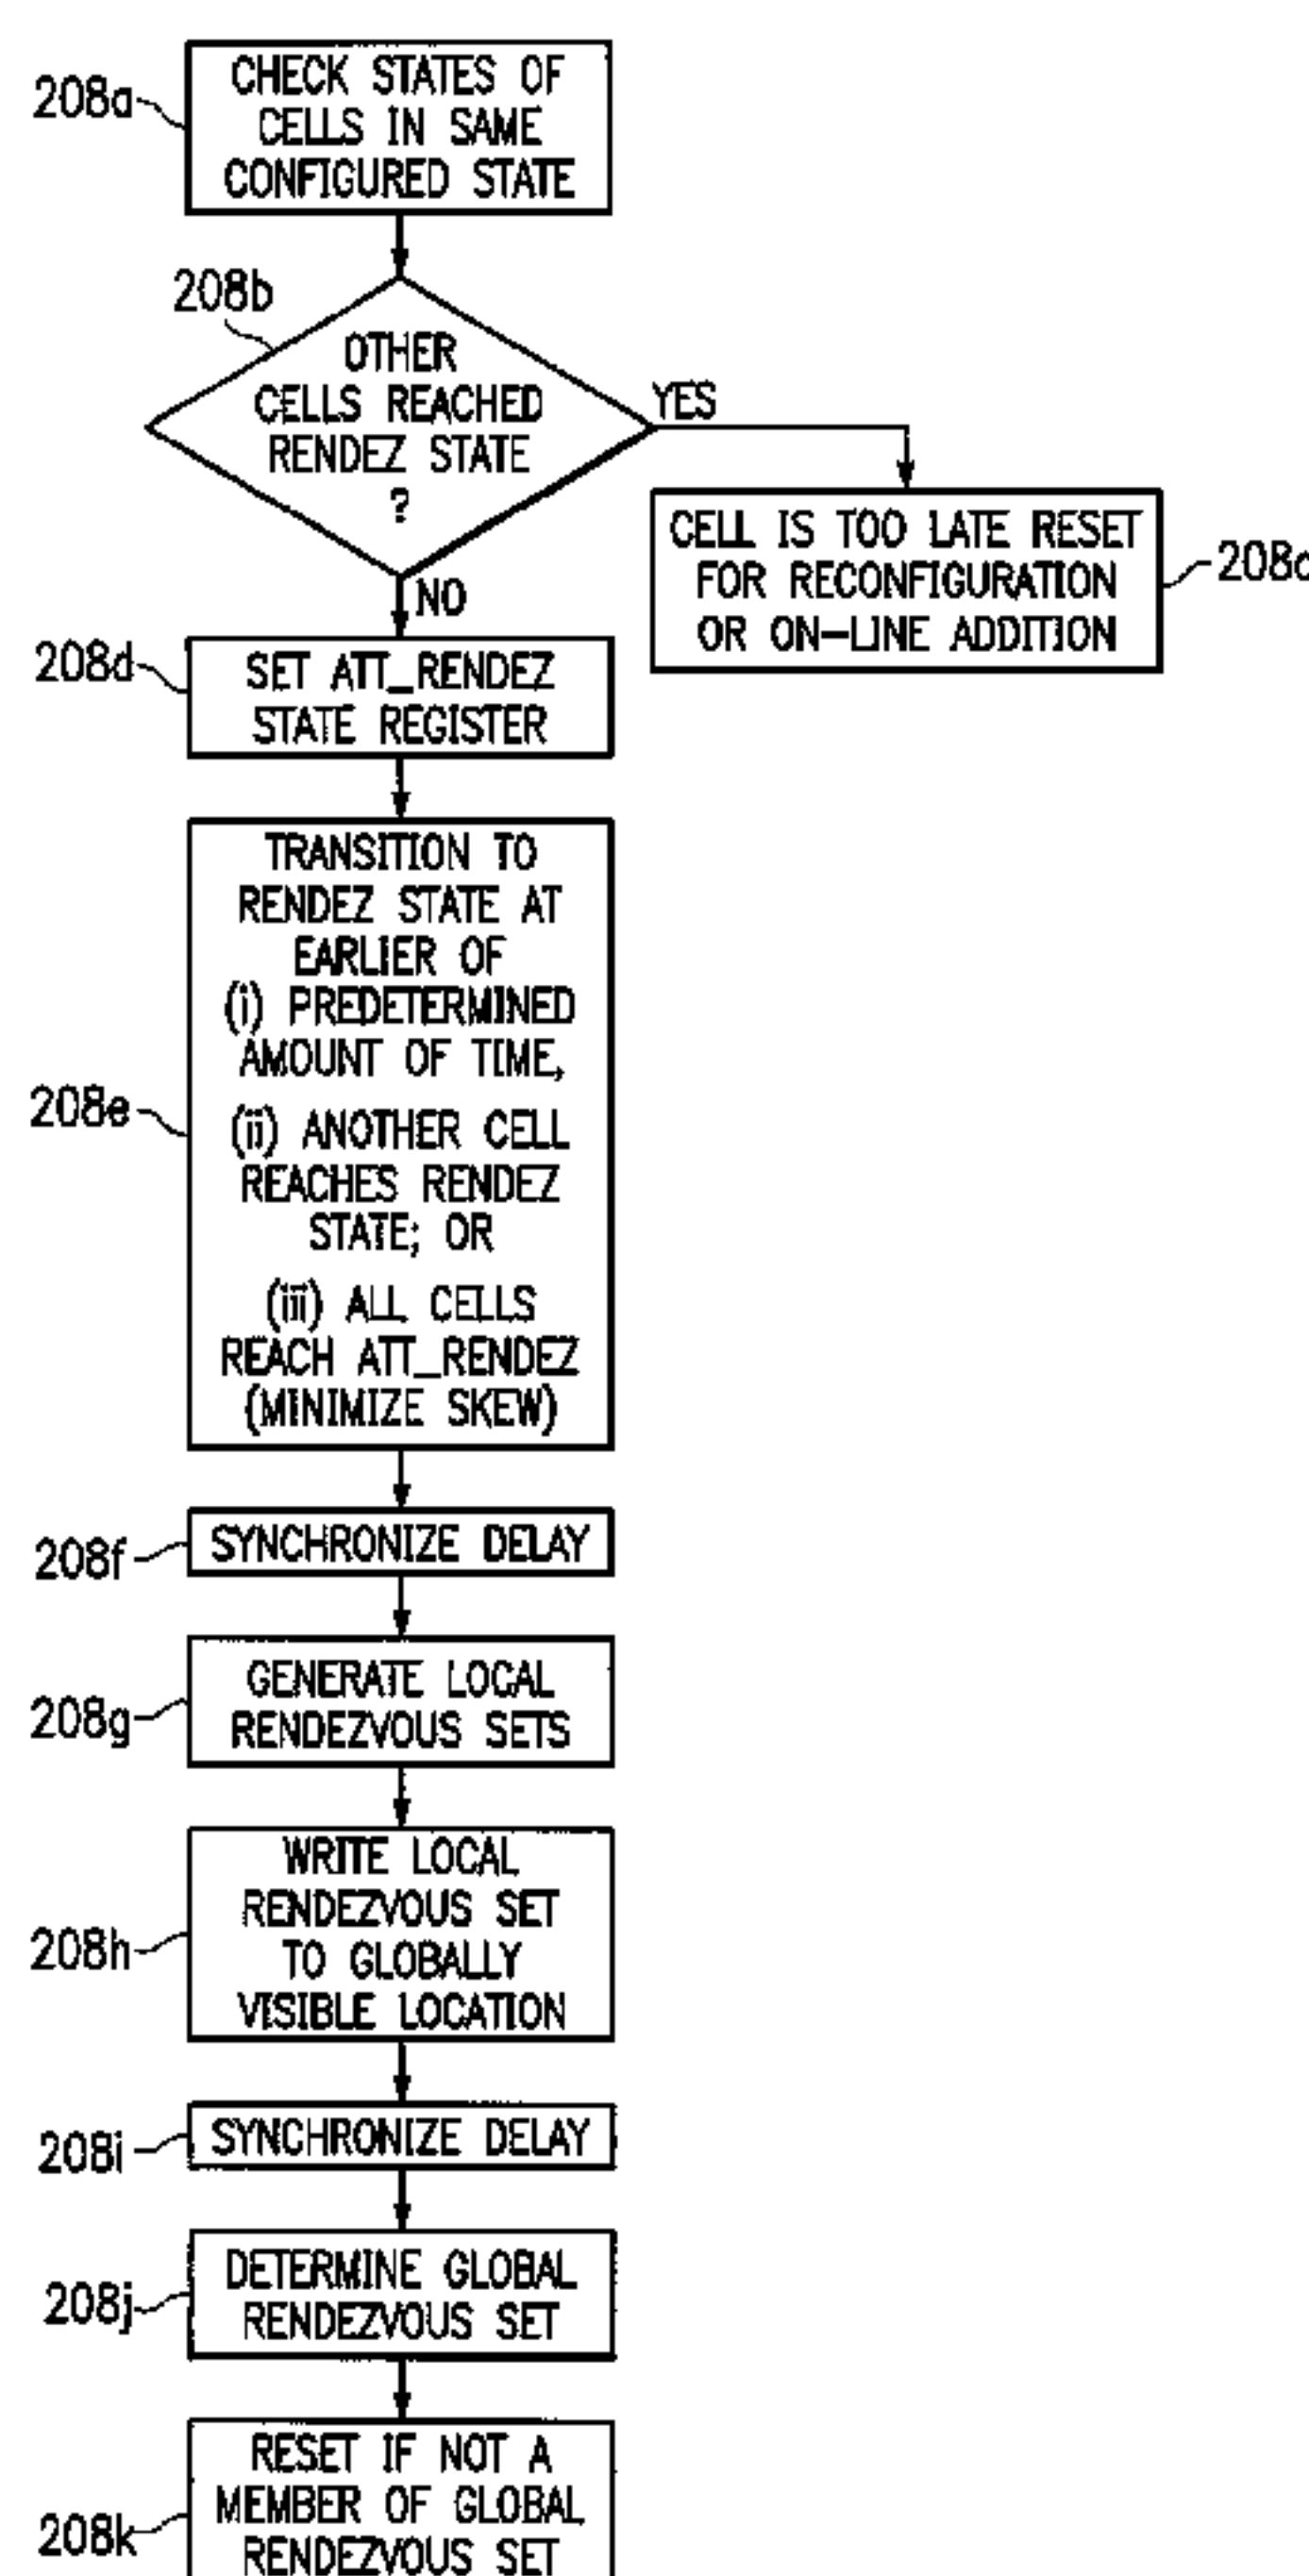 208a
CHECK STATES OF
CELLS IN SAME
CONFIGURED STATE
208b
OTHER
CELLS REACHED
RENDEZ STATE
?
YES
CELL IS TOO LATE RESET
FOR RECONFIGURATION
OR ON-LINE ADDITION
208c
NO
208d
SET ATT_RENDEZ
STATE REGISTER
208e
TRANSITION TO
RENDEZ STATE AT
EARLIER OF
(i) PREDETERMINED
AMOUNT OF TIME,
(ii) ANOTHER CELL
REACHES RENDEZ
STATE; OR
(iii) ALL CELLS
REACH ATT_RENDEZ
(MINIMIZE SKEW)
208f
SYNCHRONIZE DELAY
208g
GENERATE LOCAL
RENDEZVOUS SETS
208h
WRITE LOCAL
RENDEZVOUS SET
TO GLOBALLY
VISIBLE LOCATION
208i
SYNCHRONIZE DELAY
208j
DETERMINE GLOBAL
RENDEZVOUS SET
208k
RESET IF NOT A
MEMBER OF GLOBAL
RENDEZVOUS SET